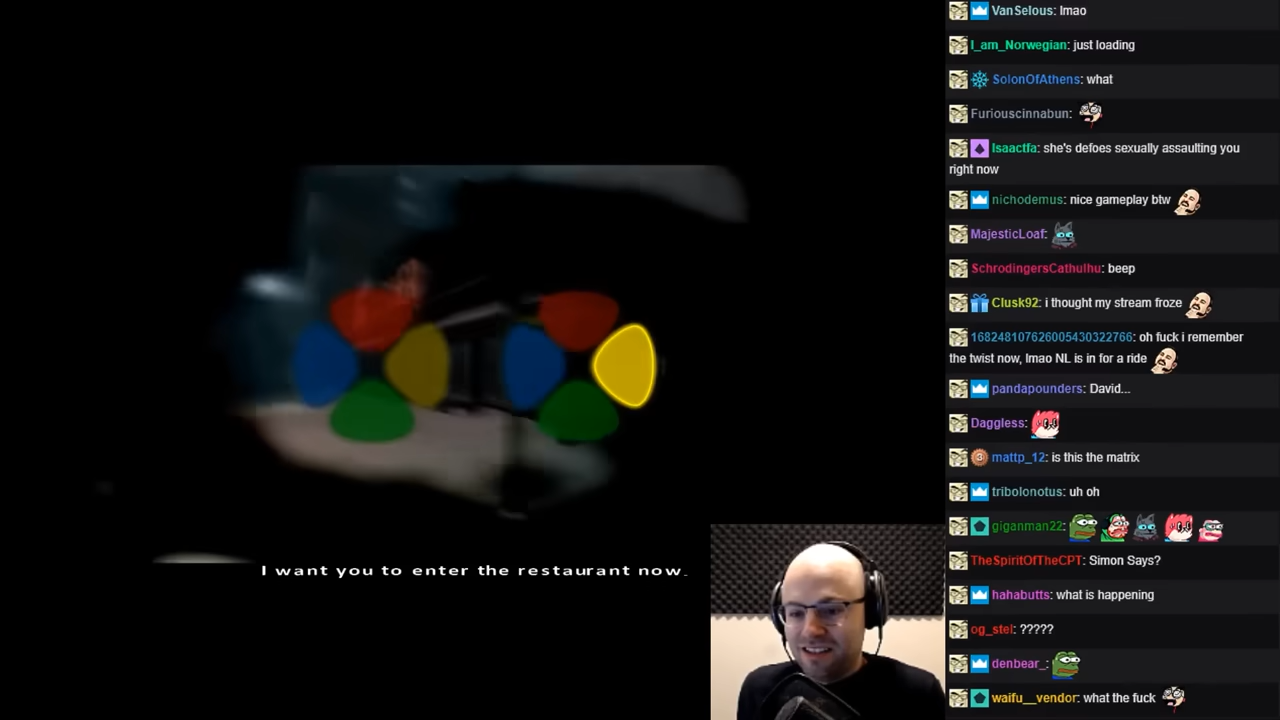 VanSelous: lmao
I_am_Norwegian: just loading
SolonOfAthens: what
Furiouscinnabun:
Isaactfa: she's defoes sexually assaulting you
right now
nichodemus: nice gameplay btw
MajesticLoaf:
SchrodingersCathulhu: beep
Clusk92: i thought my stream froze
168248107626005430322766: oh fuck i remember
the twist now, lmao NL is in for a ride
pandapounders: David...
Daggless:
mattp_12: is this the matrix
tribolonotus: uh oh
giganman22:
TheSpiritOfTheCPT: Simon Says?
hahabutts: what is happening
og_stel: ?????
denbear_:
waifu__vendor: what the fuck
I want you to enter the restaurant now.